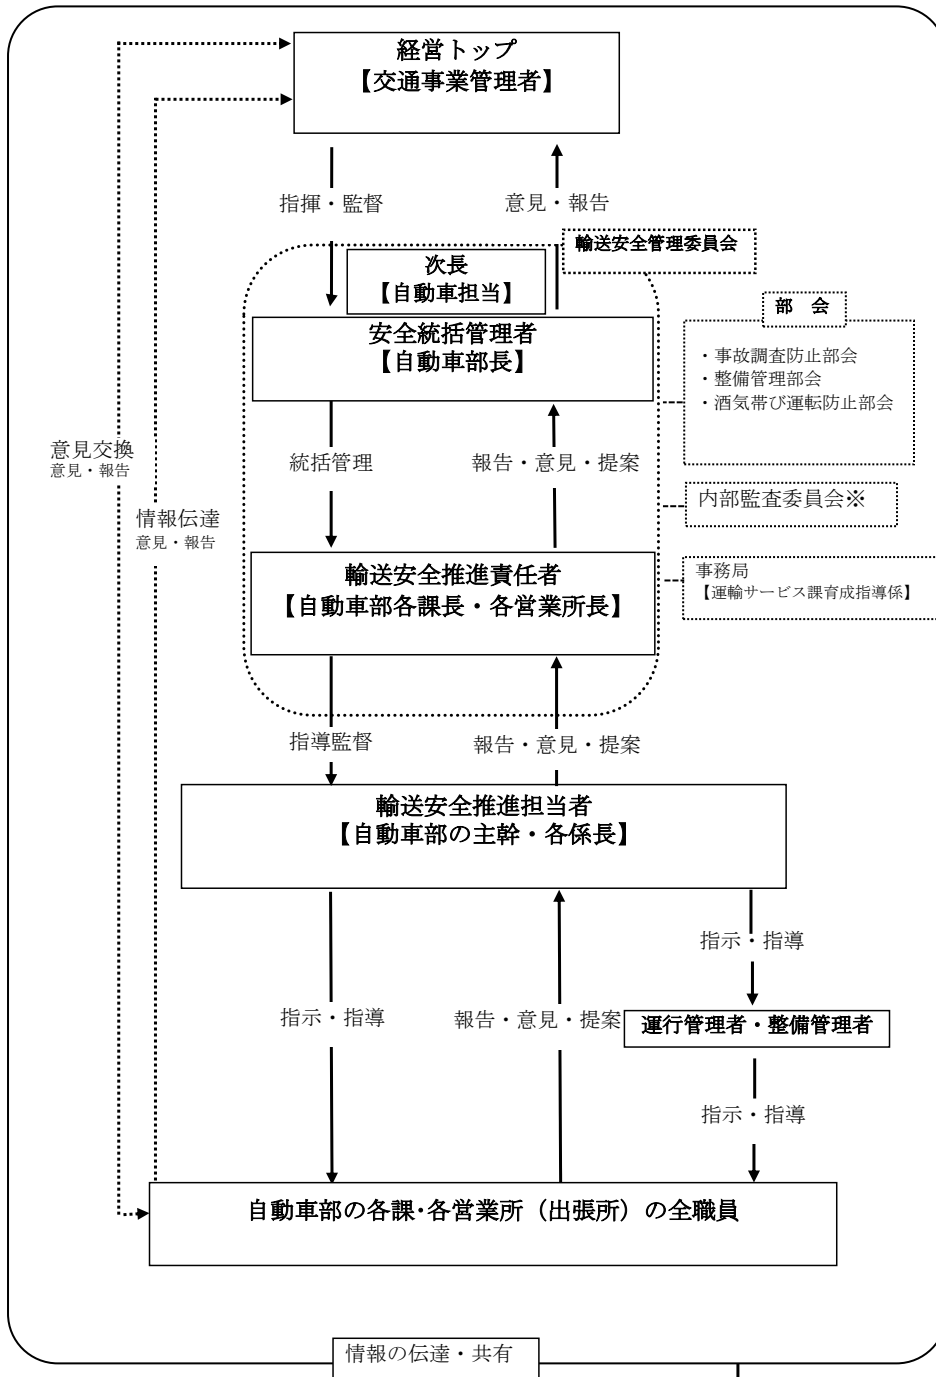 経営トップ
【交通事業管理者】
指揮・監督
意見・報告
輸送安全管理委員会
次長
【自動車担当】
安全統括管理者
【自動車部長】
部　会
・事故調査防止部会
・整備管理部会
・酒気帯び運転防止部会
意見交換
意見・報告
統括管理
報告・意見・提案
内部監査委員会※
情報伝達
意見・報告
輸送安全推進責任者
【自動車部各課長・各営業所長】
事務局
【運輸サービス課育成指導係】
指導監督
報告・意見・提案
輸送安全推進担当者
【自動車部の主幹・各係長】
指示・指導
指示・指導
報告・意見・提案
運行管理者・整備管理者
指示・指導
自動車部の各課・各営業所（出張所）の全職員
情報の伝達・共有